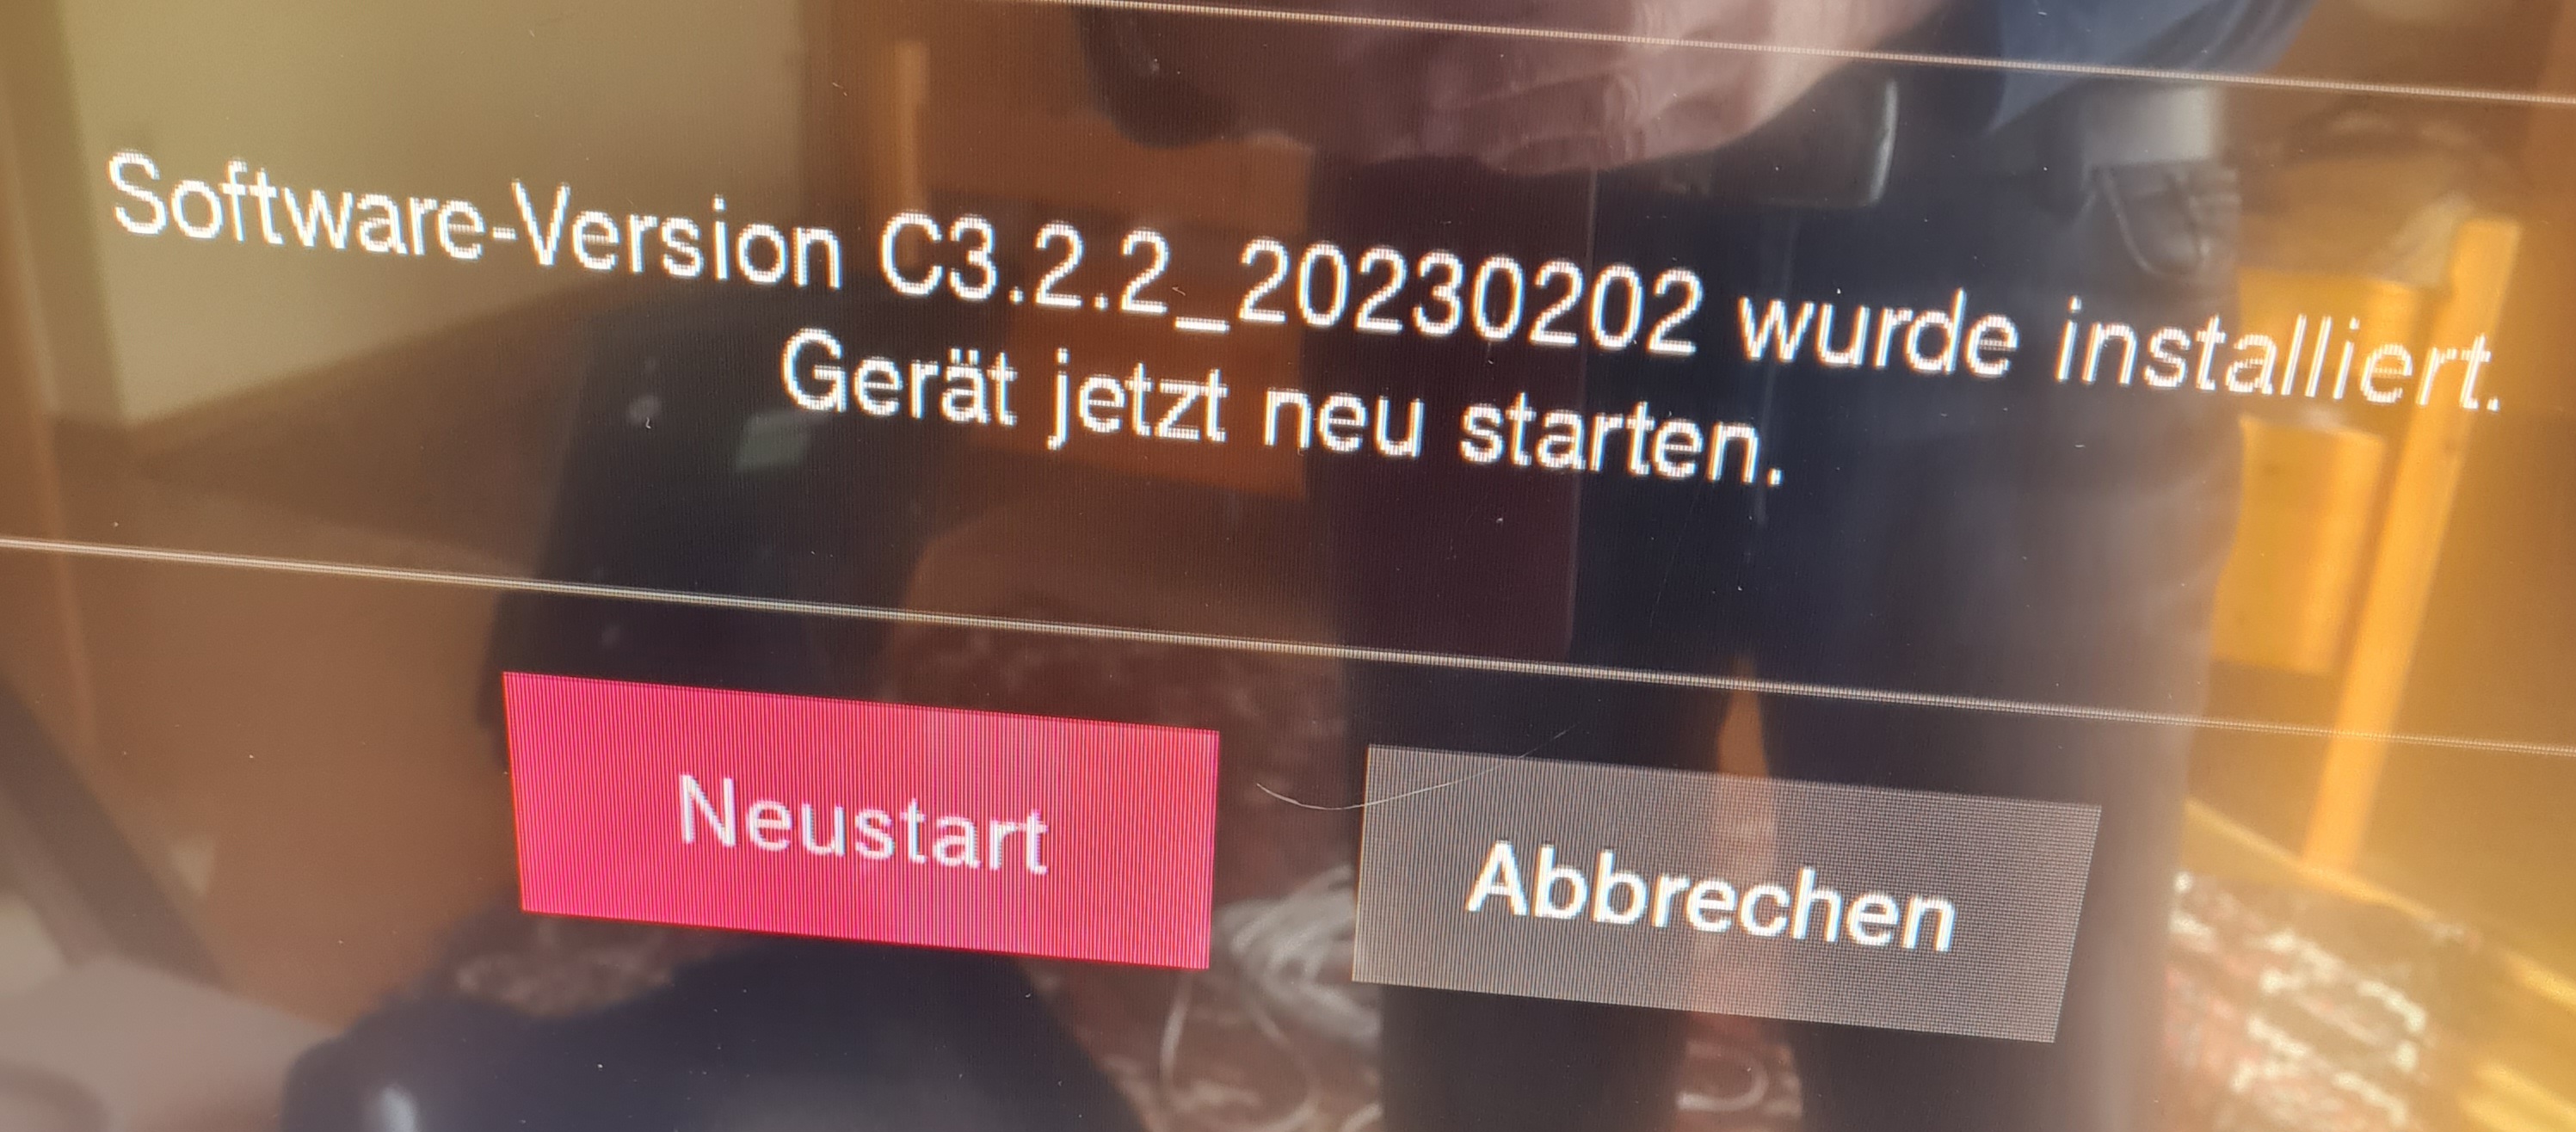 Software-Version C3.2.2_20230202 wurde installiert.
Gerät jetzt neu starten.
Neustart
Abbrechen